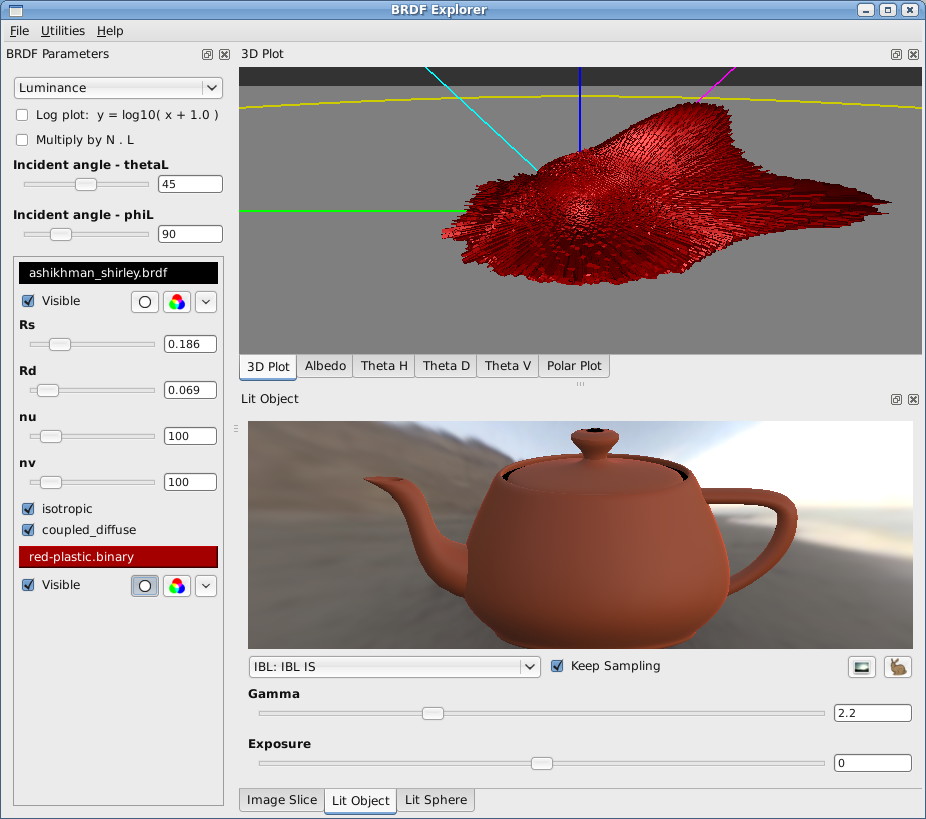 BRDF Explorer
File Utilities Help
BRDF Parameters
Luminance
Log plot: y = log10( x + 1.0 )
Multiply by N . L
Incident angle - thetaL
45
Incident angle - phiL
90
ashikhman_shirley.brdf
Visible
Rs
0.186
Rd
0.069
nu
100
nv
100
isotropic
coupled_diffuse
red-plastic.binary
Visible
3D Plot
3D Plot Albedo Theta H Theta D Theta V Polar Plot
Lit Object
IBL: IBL IS
Keep Sampling
Gamma
2.2
Exposure
0
Image Slice Lit Object Lit Sphere